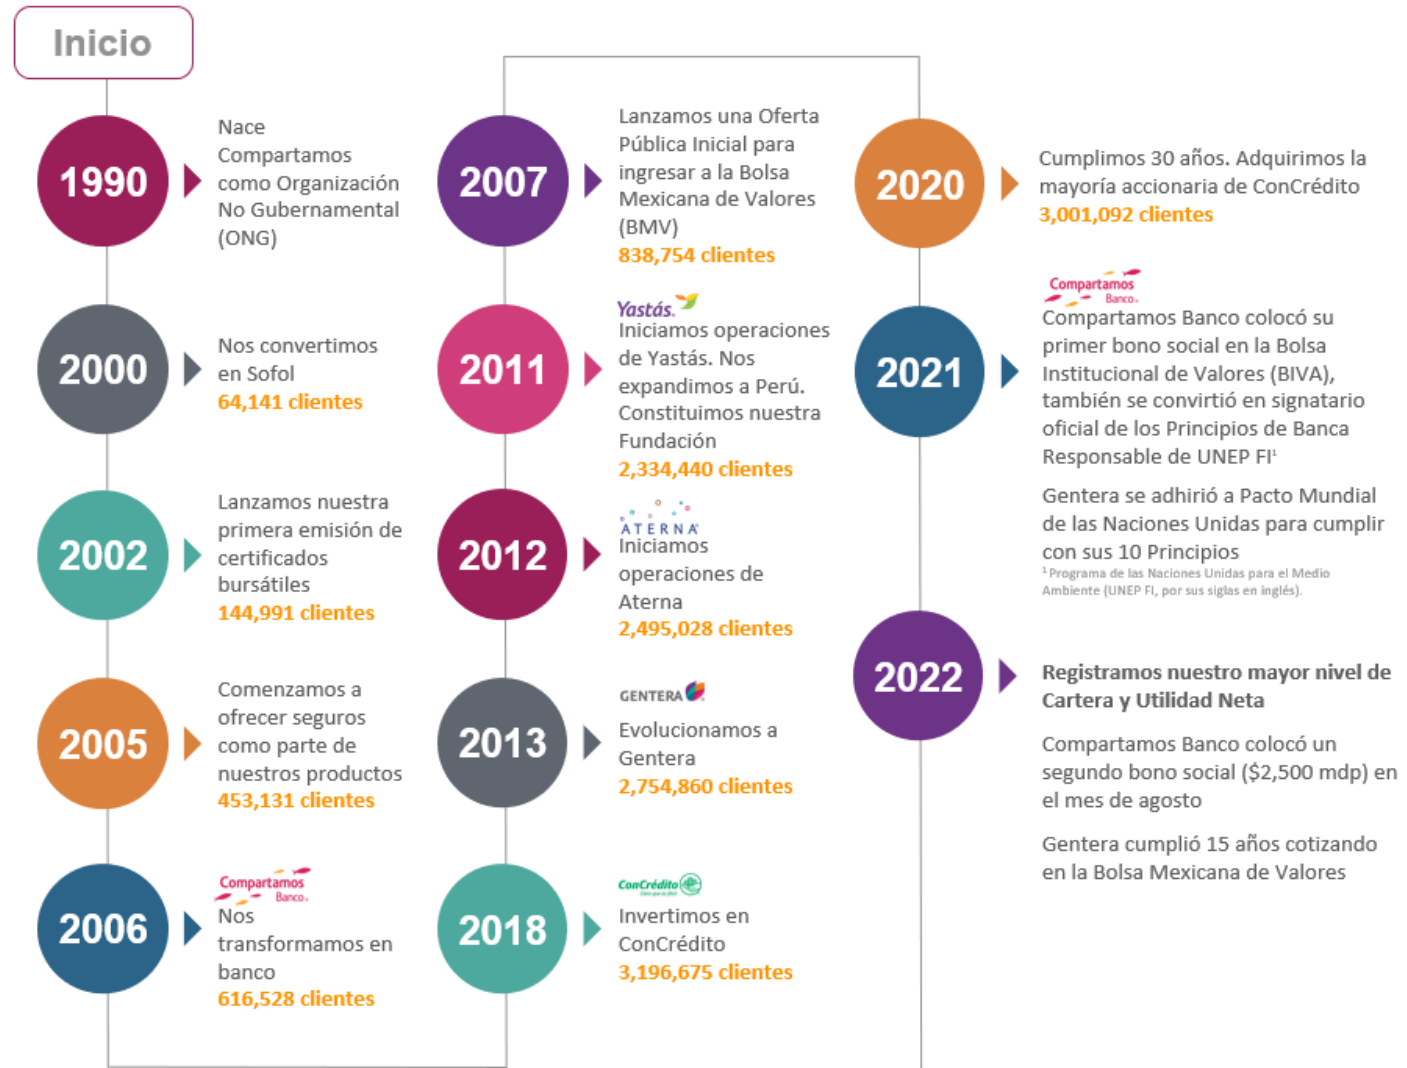 Inicio
1990
Nace
Compartamos
como Organización
No Gubernamental
(ONG)
2000
Nos convertimos
en Sofol
64,141 clientes
2002
Lanzamos nuestra
primera emisión de
certificados
bursátiles
144,991 clientes
2005
Comenzamos a
ofrecer seguros
como parte de
nuestros productos
453,131 clientes
2006
Compartamos
Banco
Nos
transformamos en
banco
616,528 clientes
2007
Lanzamos una Oferta
Pública Inicial para
ingresar a la Bolsa
Mexicana de Valores
(BMV)
838,754 clientes
2011
Yastás.
Iniciamos operaciones
de Yastás. Nos
expandimos a Perú.
Constituimos nuestra
Fundación
2,334,440 clientes
2012
ATERNA
Iniciamos
operaciones de
Aterna
2,495,028 clientes
2013
GENTERA
Evolucionamos a
Gentera
2,754,860 clientes
2018
ConCrédito
Invertimos en
ConCrédito
3,196,675 clientes
2020
Cumplimos 30 años. Adquirimos la
mayoría accionaria de ConCrédito
3,001,092 clientes
2021
Compartamos
Banco
Compartamos Banco colocó su
primer bono social en la Bolsa
Institucional de Valores (BIVA),
también se convirtió en signatario
oficial de los Principios de Banca
Responsable de UNEP FI¹
Gentera se adhirió a Pacto Mundial
de las Naciones Unidas para cumplir
con sus 10 Principios
¹ Programa de las Naciones Unidas para el Medio
Ambiente (UNEP FI, por sus siglas en inglés).
2022
Registramos nuestro mayor nivel de
Cartera y Utilidad Neta
Compartamos Banco colocó un
segundo bono social ($2,500 mdp) en
el mes de agosto
Gentera cumplió 15 años cotizando
en la Bolsa Mexicana de Valores